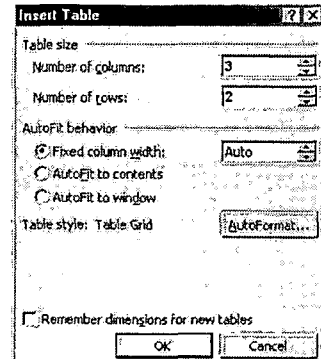 Insert Table
Table size
Number of columns: 3
Number of rows: 2
AutoFit behavior
Fixed column width: Auto
AutoFit to contents
AutoFit to window
Table style: Table Grid AutoFormat...
Remember dimensions for new tables
OK Cancel